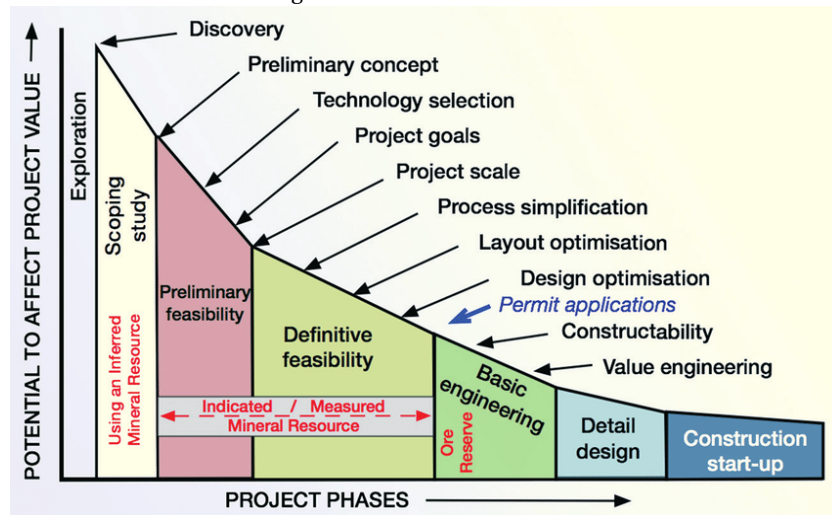 Discovery
Preliminary concept
Technology selection
Project goals
Project scale
Process simplification
Layout optimisation
Design optimisation
Permit applications
Constructability
Value engineering
POTENTIAL TO AFFECT PROJECT VALUE
Exploration
Scoping
study
Using an Inferred
Mineral Resource
Preliminary
feasibility
Definitive
feasibility
Indicated / Measured
Mineral Resource
Basic
engineering
Ore
Reserve
Detail
design
Construction
start-up
PROJECT PHASES